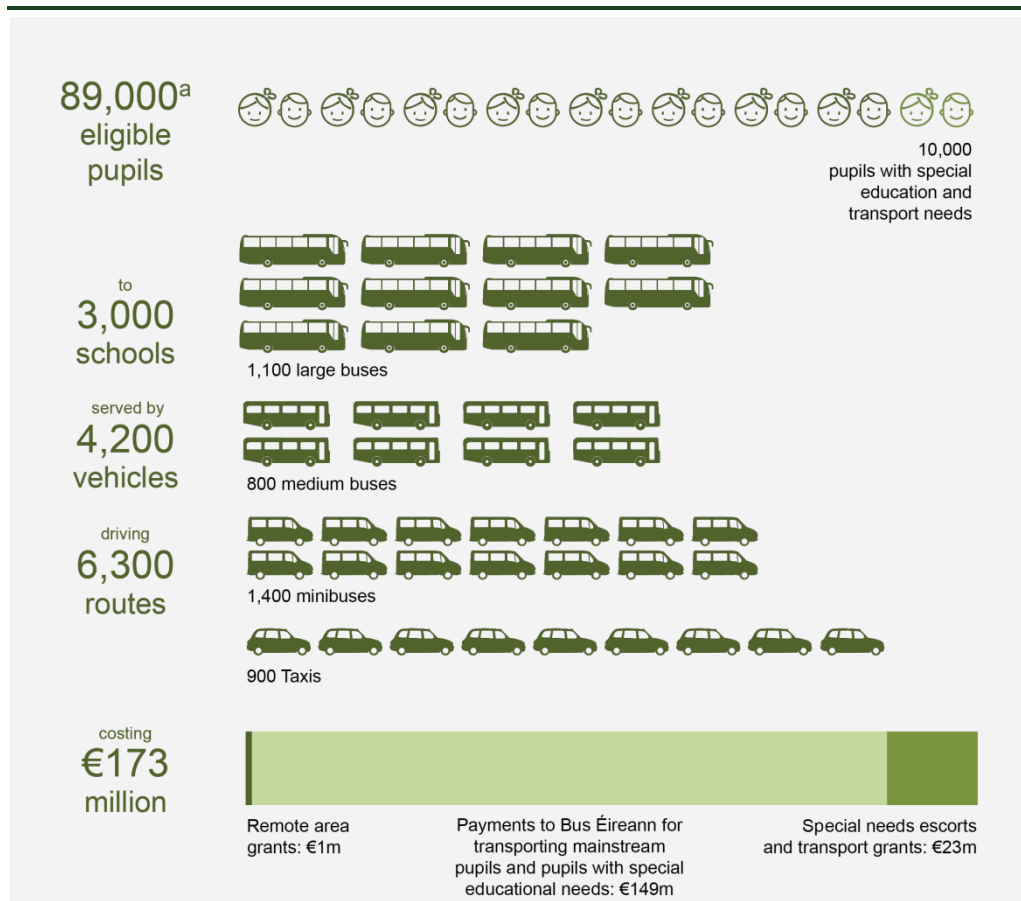 89,000ª
eligible
pupils
10,000
pupils with special
education and
transport needs
to
3,000
schools
1,100 large buses
served by
4,200
vehicles
800 medium buses
driving
6,300
routes
1,400 minibuses
900 Taxis
costing
€173
million
Remote area
grants: €1m
Payments to Bus Éireann for
transporting mainstream
pupils and pupils with special
educational needs: €149m
Special needs escorts
and transport grants: €23m